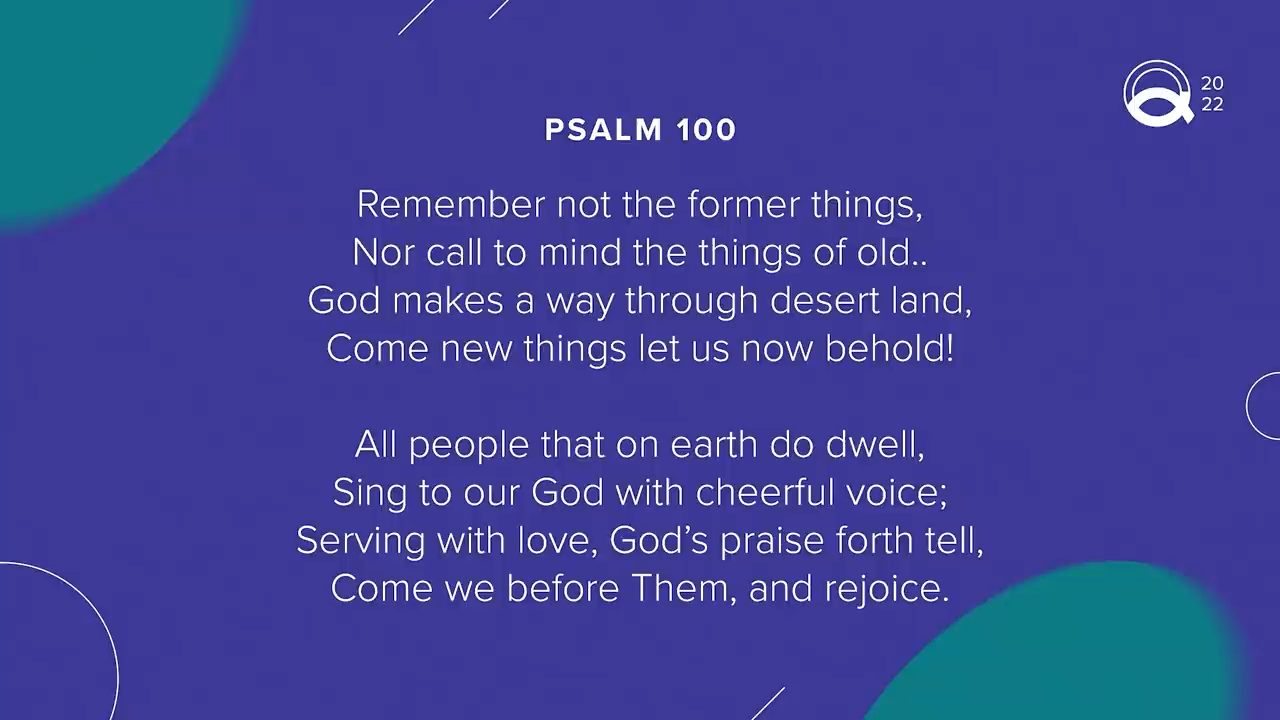 20
22
PSALM 100
Remember not the former things,
Nor call to mind the things of old..
God makes a way through desert land,
Come new things let us now behold!
All people that on earth do dwell,
Sing to our God with cheerful voice;
Serving with love, God’s praise forth tell,
Come we before Them, and rejoice.